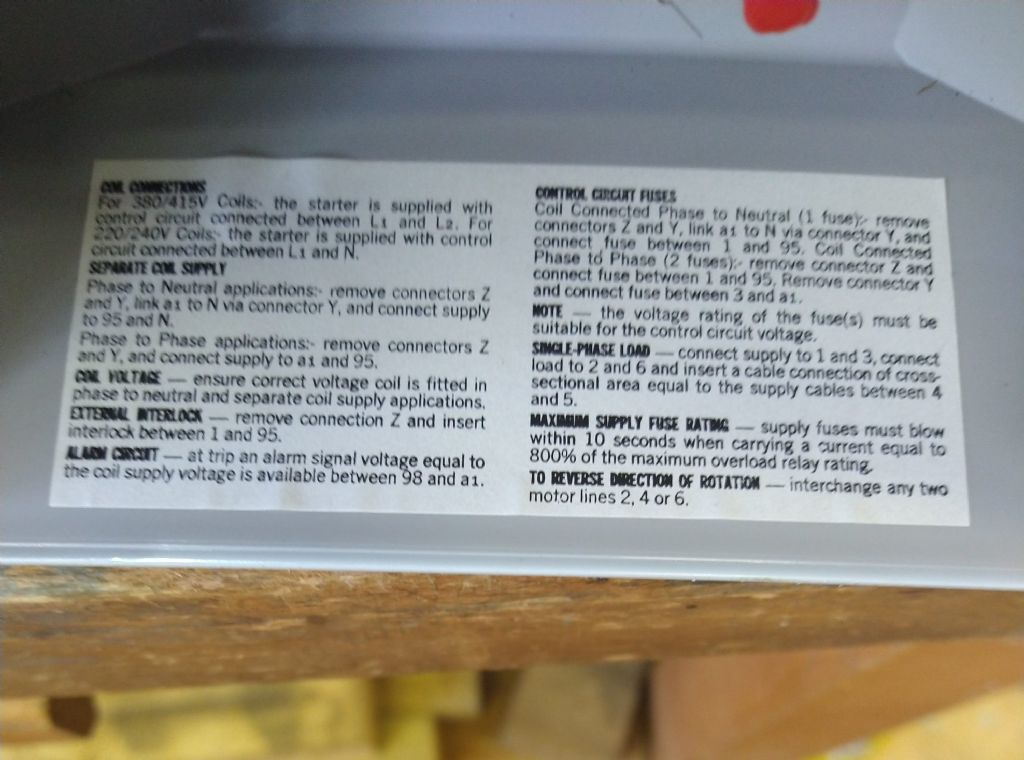 COIL CONNECTIONS
For 380/415V Coils:- the starter is supplied with
control circuit connected between L1 and L2. For
220/240V Coils:- the starter is supplied with control
circuit connected between L1 and N.
SEPARATE COIL SUPPLY
Phase to Neutral applications:- remove connectors Z
and Y, link a1 to N via connector Y, and connect supply
to 95 and N.
Phase to Phase applications:- remove connectors Z
and Y, and connect supply to a1 and 95.
COIL VOLTAGE — ensure correct voltage coil is fitted in
phase to neutral and separate coil supply applications.
EXTERNAL INTERLOCK — remove connection Z and insert
interlock between 1 and 95.
ALARM CIRCUIT — at trip an alarm signal voltage equal to
the coil supply voltage is available between 98 and a1.
CONTROL CIRCUIT FUSES
Coil Connected Phase to Neutral (1 fuse):- remove
connectors Z and Y, link a1 to N via connector Y, and
connect fuse between 1 and 95. Coil Connected
Phase to Phase (2 fuses):- remove connector Z and
connect fuse between 1 and 95. Remove connector Y
and connect fuse between 3 and a1.
NOTE — the voltage rating of the fuse(s) must be
suitable for the control circuit voltage.
SINGLE-PHASE LOAD — connect supply to 1 and 3, connect
load to 2 and 6 and insert a cable connection of cross-
sectional area equal to the supply cables between 4
and 5.
MAXIMUM SUPPLY FUSE RATING — supply fuses must blow
within 10 seconds when carrying a current equal to
800% of the maximum overload relay rating.
TO REVERSE DIRECTION OF ROTATION — interchange any two
motor lines 2, 4 or 6.